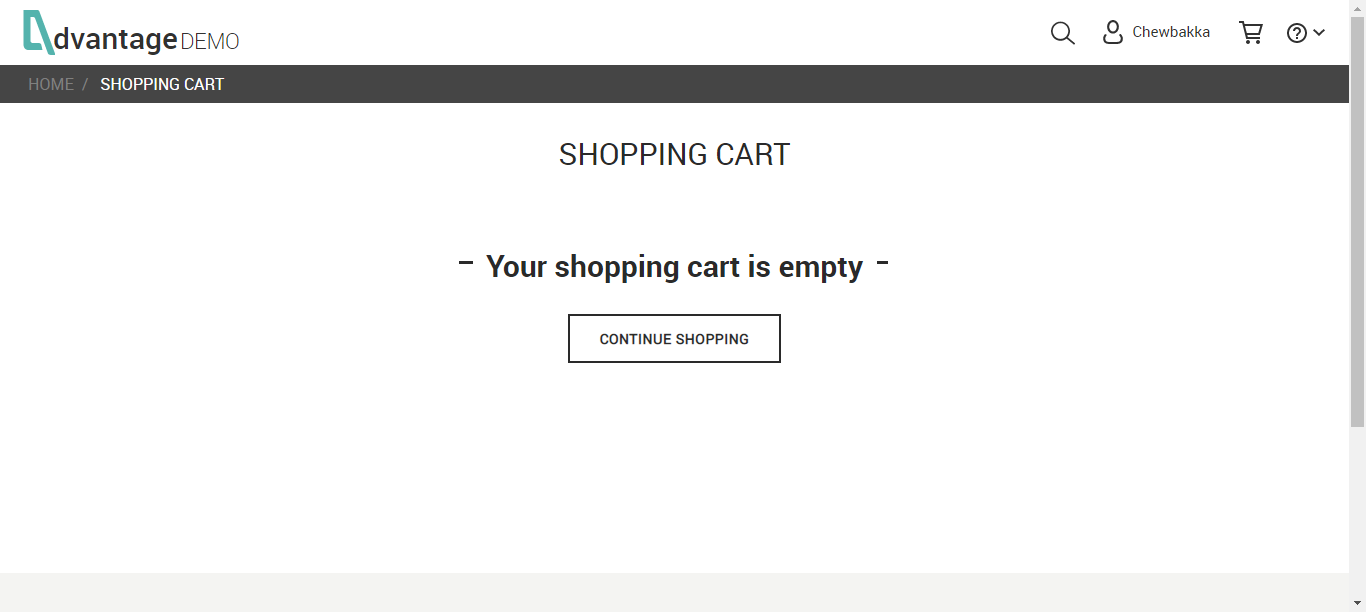 dvantage DEMO
Chewbakka
HOME / SHOPPING CART
SHOPPING CART
- Your shopping cart is empty -
CONTINUE SHOPPING